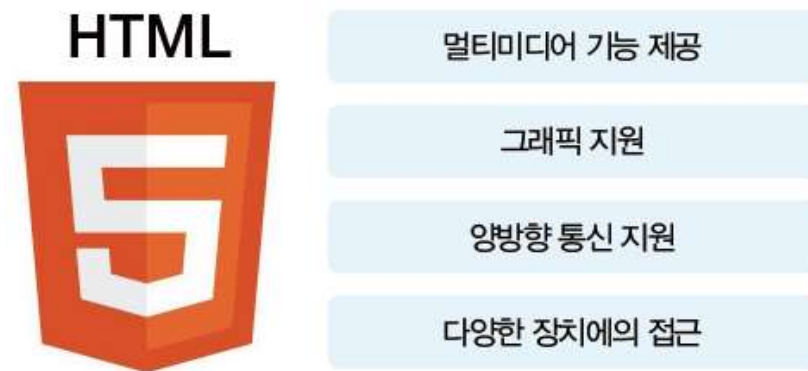 HTML
5
멀티미디어 기능 제공
그래픽 지원
양방향 통신 지원
다양한 장치에의 접근